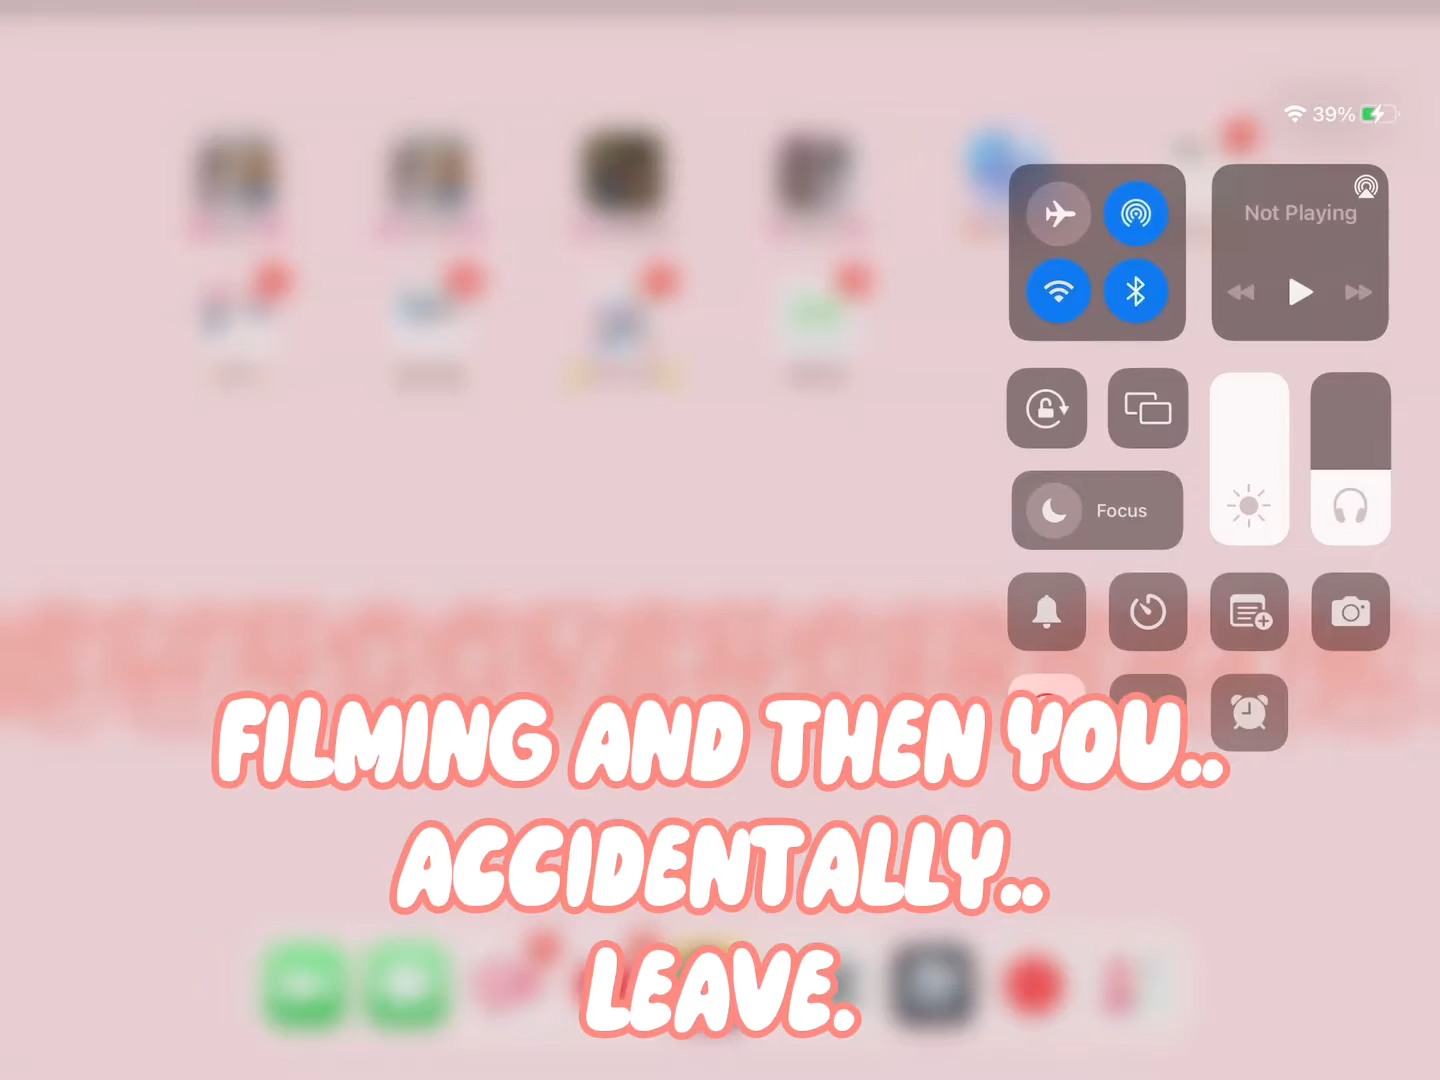 39%
Not Playing
Focus
FILMING AND THEN YOU..
ACCIDENTALLY..
LEAVE.